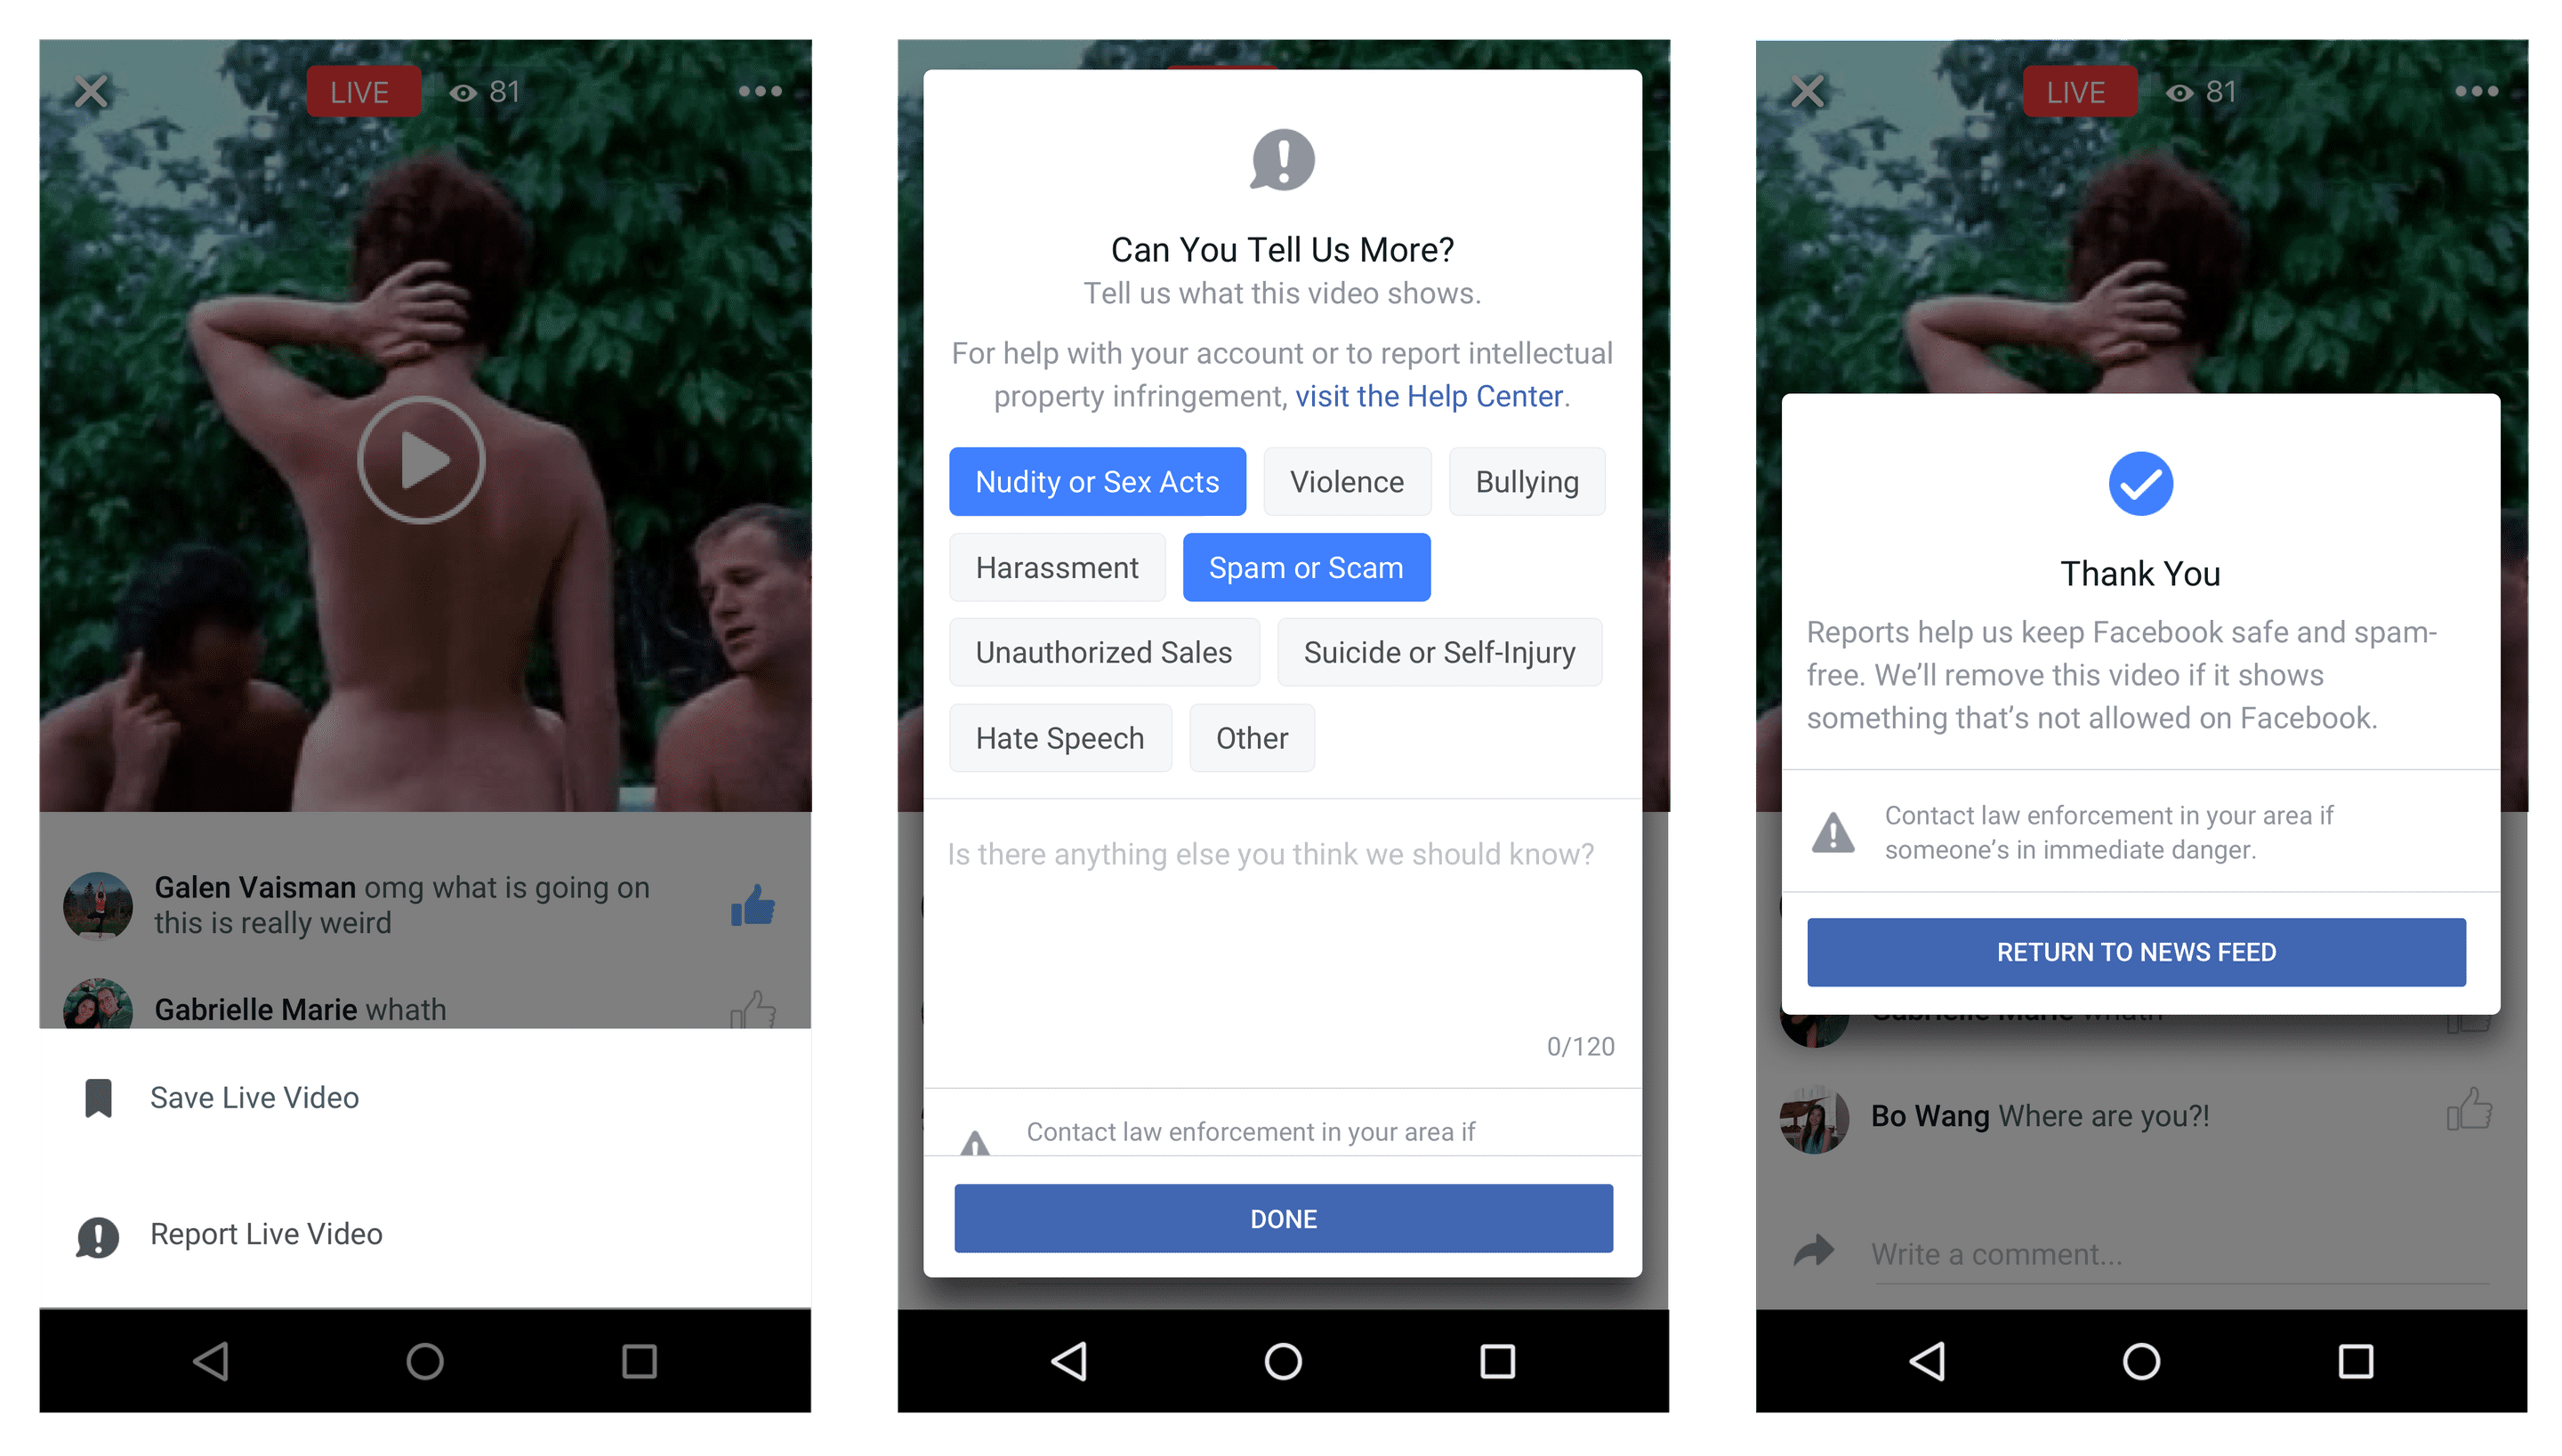 LIVE
81
Galen Vaisman omg what is going on
this is really weird
Gabrielle Marie whath
Save Live Video
Report Live Video
Can You Tell Us More?
Tell us what this video shows.
For help with your account or to report intellectual
property infringement, visit the Help Center.
Nudity or Sex Acts
Violence
Bullying
Harassment
Spam or Scam
Unauthorized Sales
Suicide or Self-Injury
Hate Speech
Other
Is there anything else you think we should know?
0/120
Contact law enforcement in your area if
DONE
LIVE
81
Thank You
Reports help us keep Facebook safe and spam-
free. We’ll remove this video if it shows
something that’s not allowed on Facebook.
Contact law enforcement in your area if
someone’s in immediate danger.
RETURN TO NEWS FEED
Gabrielle Marie whath
Bo Wang Where are you?!
Write a comment...